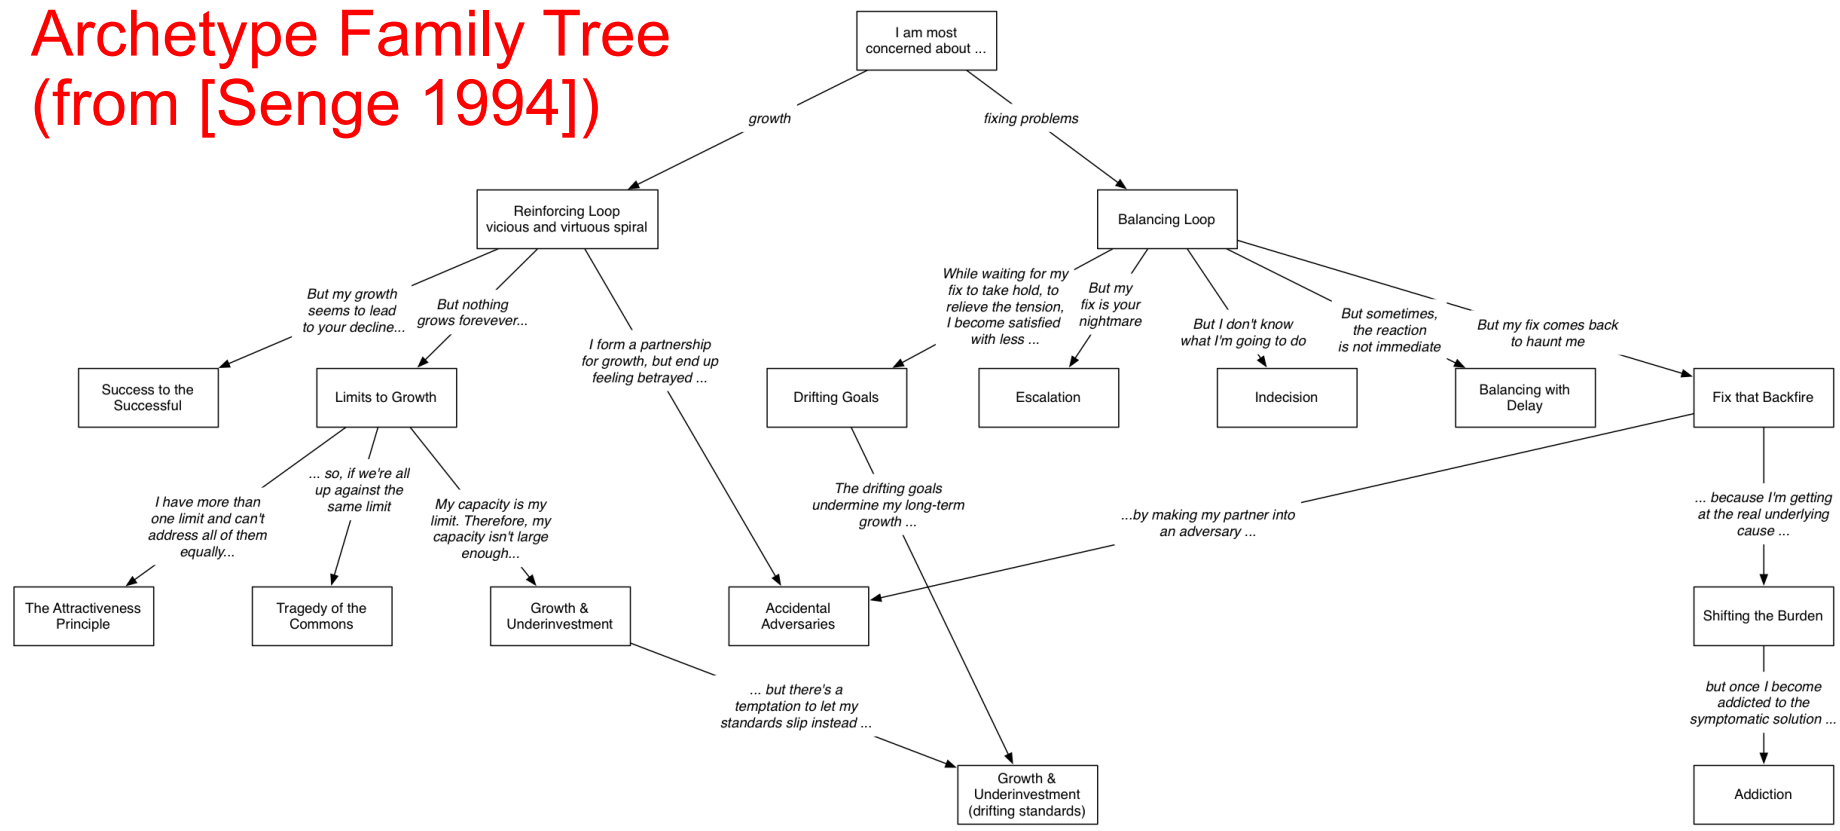 Archetype Family Tree
(from [Senge 1994])
I am most
concerned about ...
growth
fixing problems
Reinforcing Loop
vicious and virtuous spiral
Balancing Loop
But my growth
seems to lead
to your decline...
But nothing
grows forevever...
I form a partnership
for growth, but end up
feeling betrayed ...
While waiting for my
fix to take hold, to
relieve the tension,
I become satisfied
with less ...
But my
fix is your
nightmare
But I don't know
what I'm going to do
But sometimes,
the reaction
is not immediate
But my fix comes back
to haunt me
Success to the
Successful
Limits to Growth
Drifting Goals
Escalation
Indecision
Balancing with
Delay
Fix that Backfire
I have more than
one limit and can't
address all of them
equally...
... so, if we're all
up against the
same limit
My capacity is my
limit. Therefore, my
capacity isn't large
enough...
The drifting goals
undermine my long-term
growth ...
...by making my partner into
an adversary ...
... because I'm getting
at the real underlying
cause ...
The Attractiveness
Principle
Tragedy of the
Commons
Growth &
Underinvestment
Accidental
Adversaries
Shifting the Burden
... but there's a
temptation to let my
standards slip instead ...
but once I become
addicted to the
symptomatic solution ...
Growth &
Underinvestment
(drifting standards)
Addiction